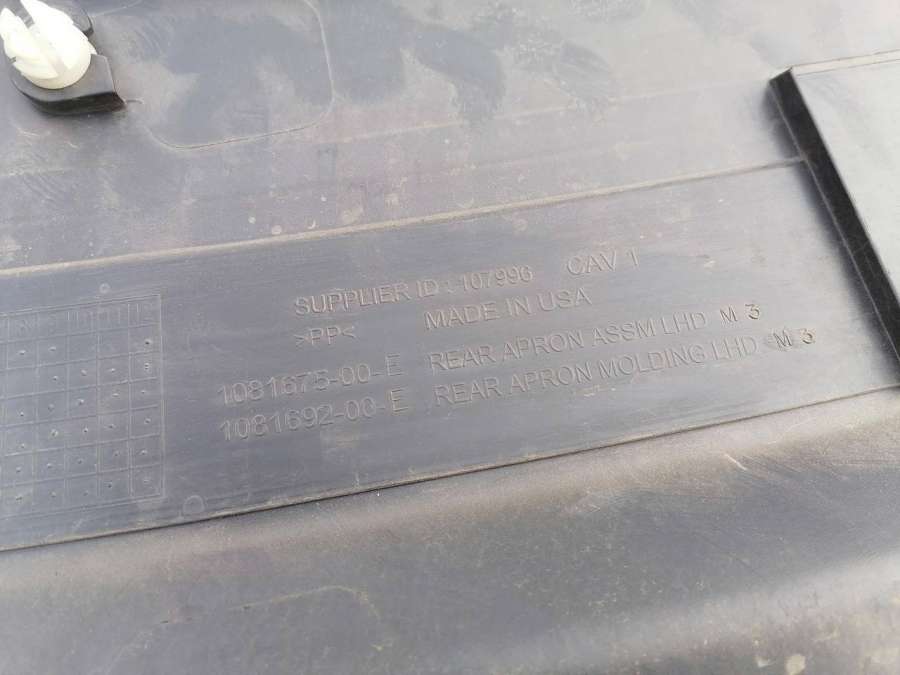 SUPPLIER ID : 107996 CAV 1
>PP< MADE IN USA
1081675-00-E REAR APRON ASSM LHD M 3
1081692-00-E REAR APRON MOLDING LHD M 3